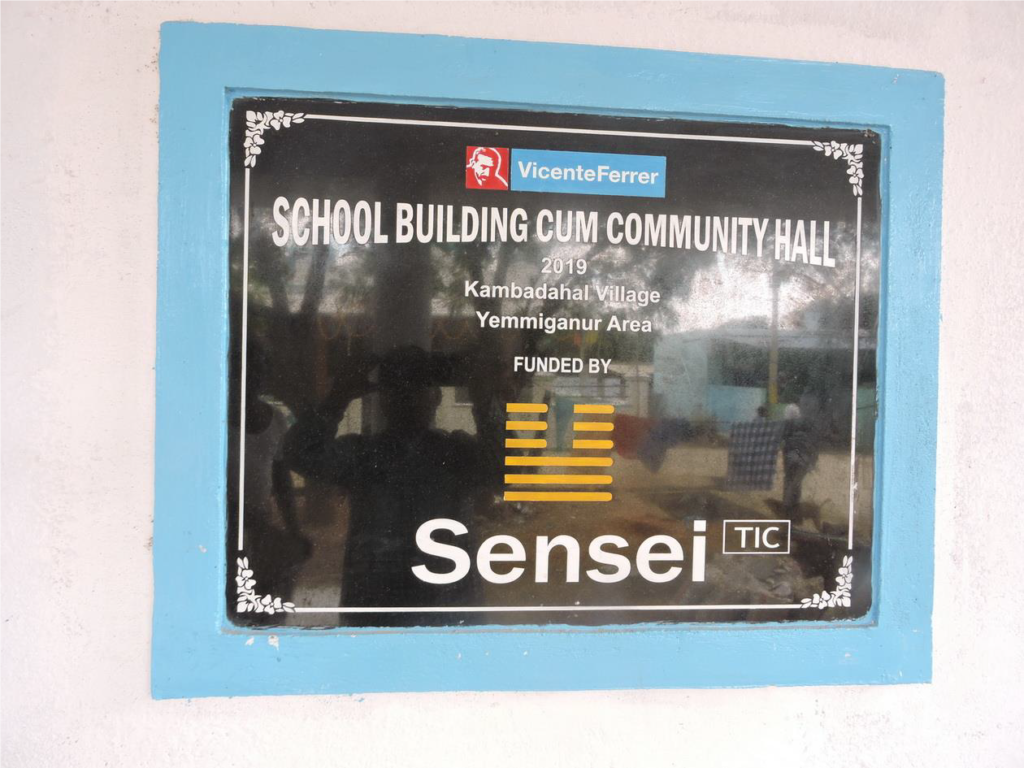 VicenteFerrer
SCHOOL BUILDING CUM COMMUNITY HALL
2019
Kambadahal Village
Yemmiganur Area
FUNDED BY
Sensei TIC